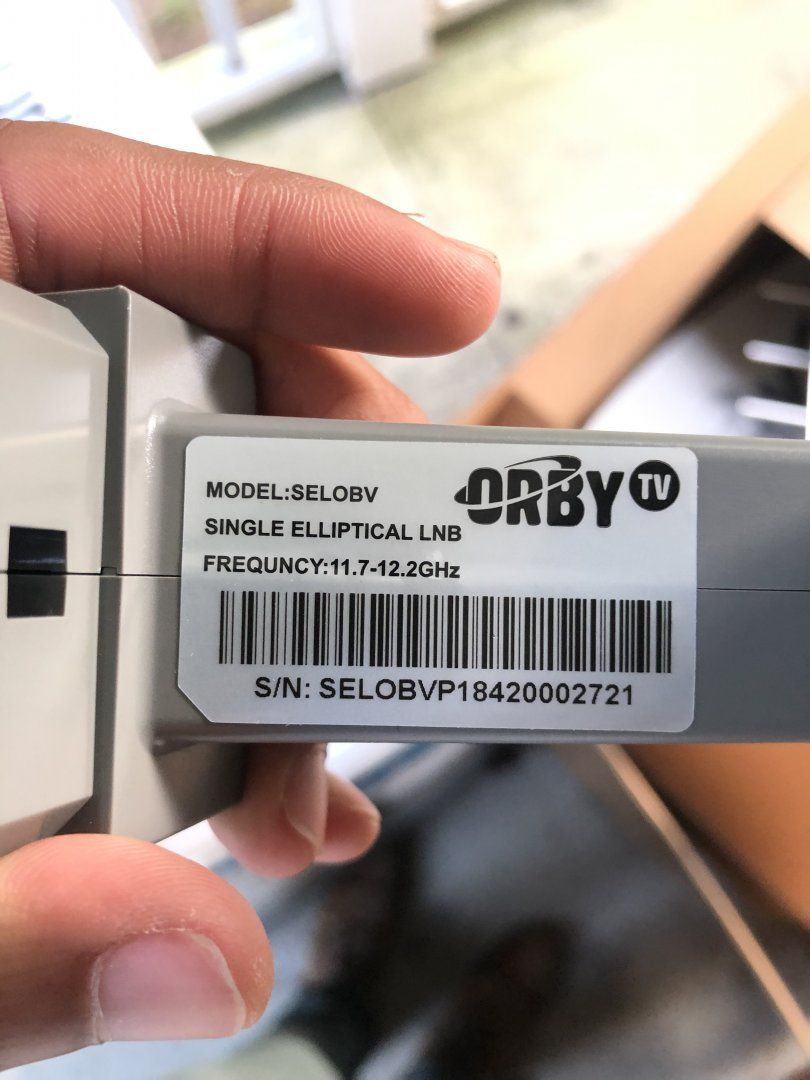 MODEL:SELOBV
ORBY TV
SINGLE ELLIPTICAL LNB
FREQUNCY:11.7-12.2GHz
S/N: SELOBVP18420002721